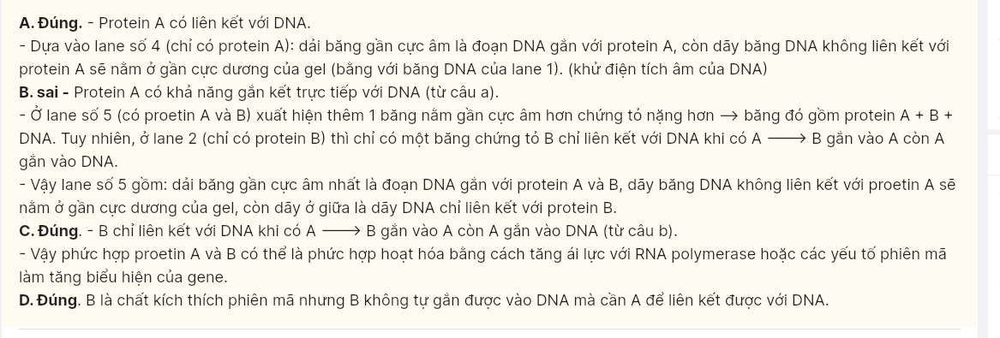 A. Đúng. - Protein A có liên kết với DNA.
- Dựa vào lane số 4 (chỉ có protein A): dải băng gần cực âm là đoạn DNA gắn với protein A, còn dãy băng DNA không liên kết với
protein A sẽ nằm ở gần cực dương của gel (bằng với băng DNA của lane 1). (khử điện tích âm của DNA)
B. sai - Protein A có khả năng gắn kết trực tiếp với DNA (từ câu a).
- Ở lane số 5 (có proetin A và B) xuất hiện thêm 1 băng nằm gần cực âm hơn chứng tỏ nặng hơn → băng đó gồm protein A + B +
DNA. Tuy nhiên, ở lane 2 (chỉ có protein B) thì chỉ có một băng chứng tỏ B chỉ liên kết với DNA khi có A ⟶ B gắn vào A còn A
gắn vào DNA.
- Vậy lane số 5 gồm: dải băng gần cực âm nhất là đoạn DNA gắn với protein A và B, dãy băng DNA không liên kết với proetin A sẽ
nằm ở gần cực dương của gel, còn dãy ở giữa là dãy DNA chỉ liên kết với protein B.
C. Đúng. - B chỉ liên kết với DNA khi có A ⟶ B gắn vào A còn A gắn vào DNA (từ câu b).
- Vậy phức hợp proetin A và B có thể là phức hợp hoạt hóa bằng cách tăng ái lực với RNA polymerase hoặc các yếu tố phiên mã
làm tăng biểu hiện của gene.
D. Đúng. B là chất kích thích phiên mã nhưng B không tự gắn được vào DNA mà cần A để liên kết được với DNA.